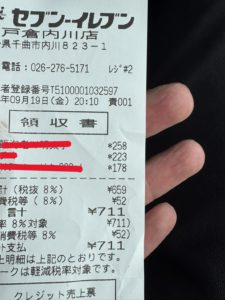 セブン-イレブン
戸倉内川店
県千曲市内川823-1
電話:026-276-5171 レジ#2
者登録番号T5100001032597
年09月19日(金) 20:10 責001
領収書
*258
*223
*178
計(税抜 8%) ¥659
費税等( 8%) ¥52
言十 ¥711
率 8%対象 ¥711)
消費税等 8% ¥52)
ト支払 ¥711
上明細は上記のとおりです。
ークは軽減税率対象です。
クレジット売上票